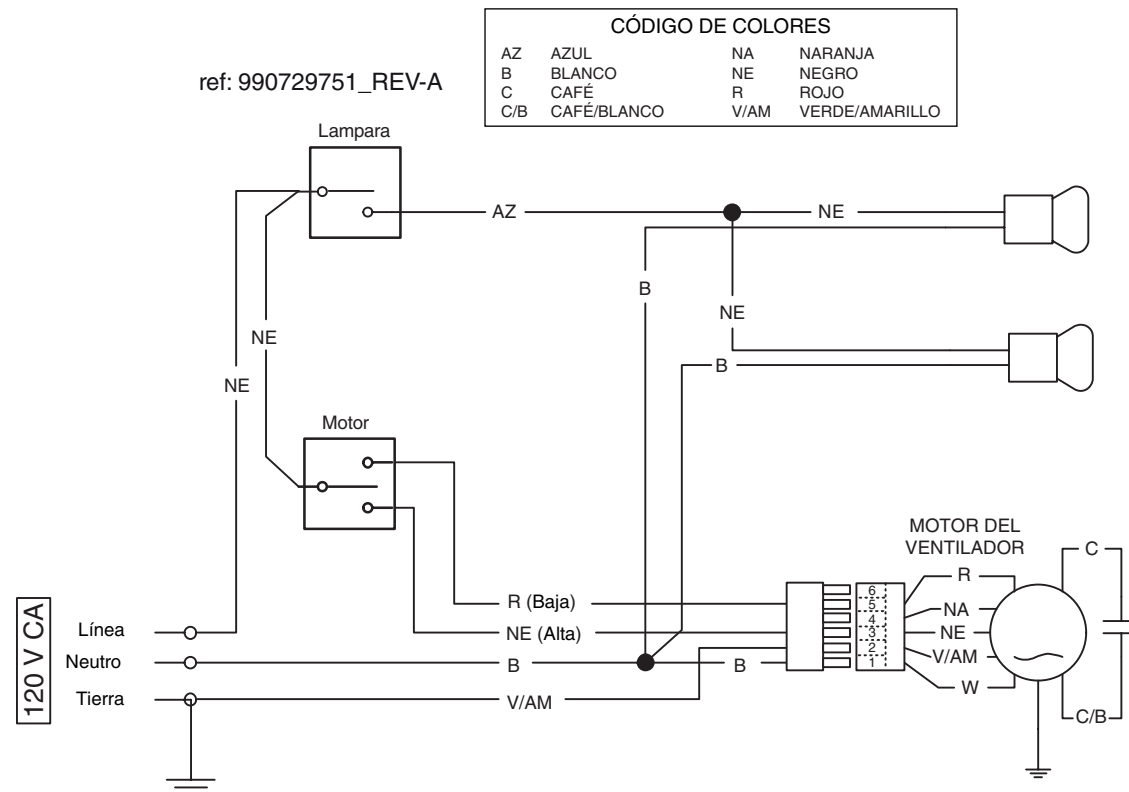 CÓDIGO DE COLORES
AZ AZUL NA NARANJA
B BLANCO NE NEGRO
C CAFÉ R ROJO
C/B CAFÉ/BLANCO V/AM VERDE/AMARILLO
ref: 990729751_REV-A
Lampara
AZ
NE
B
NE
NE
B
NE
Motor
MOTOR DEL
VENTILADOR
C
R
R (Baja)
NA
NE (Alta)
NE
B
B
V/AM
V/AM
W
C/B
6
5
4
3
2
1
120 V CA
Línea
Neutro
Tierra